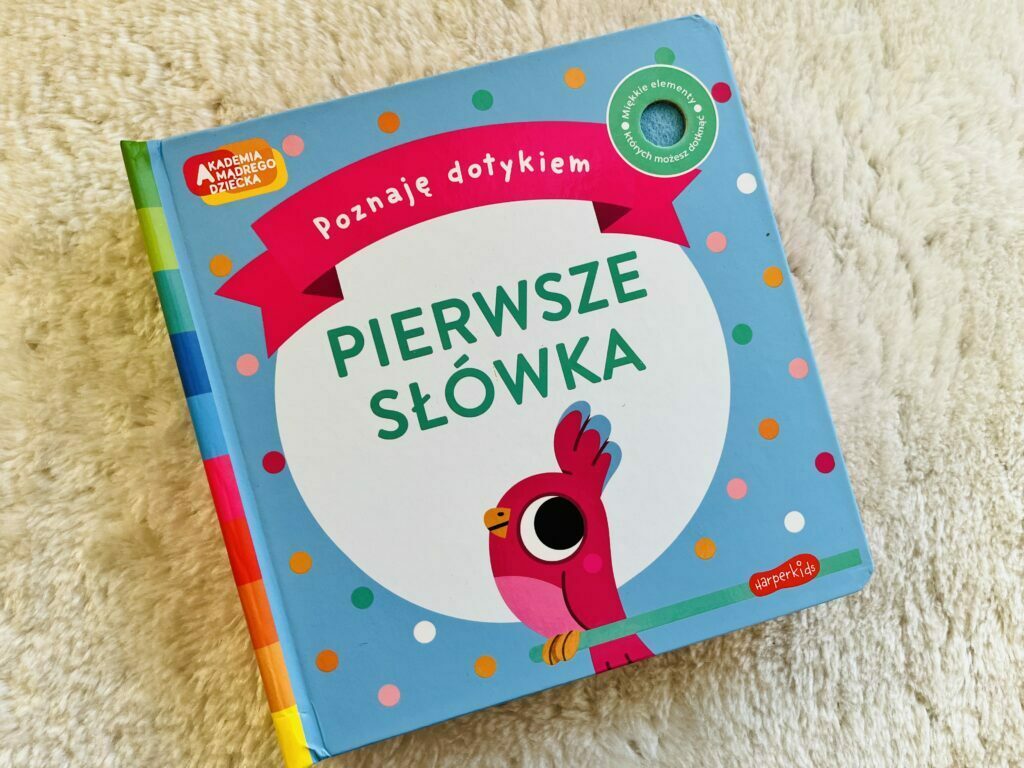 AKADEMIA
MĄDREGO
DZIECKA
Poznaję dotykiem
Miękkie elementy
których możesz dotknąć
PIERWSZE
SŁÓWKA
HarperKids